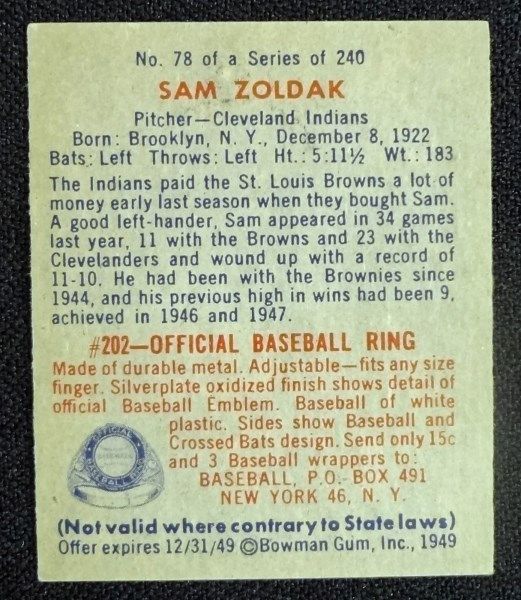 No. 78 of a Series of 240
SAM ZOLDAK
Pitcher—Cleveland Indians
Born: Brooklyn, N. Y., December 8, 1922
Bats: Left Throws: Left Ht.: 5:11½ Wt.: 183
The Indians paid the St. Louis Browns a lot of
money early last season when they bought Sam.
A good left-hander, Sam appeared in 34 games
last year, 11 with the Browns and 23 with the
Clevelanders and wound up with a record of
11-10. He had been with the Brownies since
1944, and his previous high in wins had been 9,
achieved in 1946 and 1947.
#202—OFFICIAL BASEBALL RING
Made of durable metal. Adjustable—fits any size
finger. Silverplate oxidized finish shows detail of
official Baseball Emblem. Baseball of white
plastic. Sides show Baseball and
Crossed Bats design. Send only 15c
and 3 Baseball wrappers to:
BASEBALL, P.O. BOX 491
NEW YORK 46, N. Y.
OFFICIAL
BASEBALL RING
(Not valid where contrary to State laws)
Offer expires 12/31/49 ©Bowman Gum, Inc., 1949